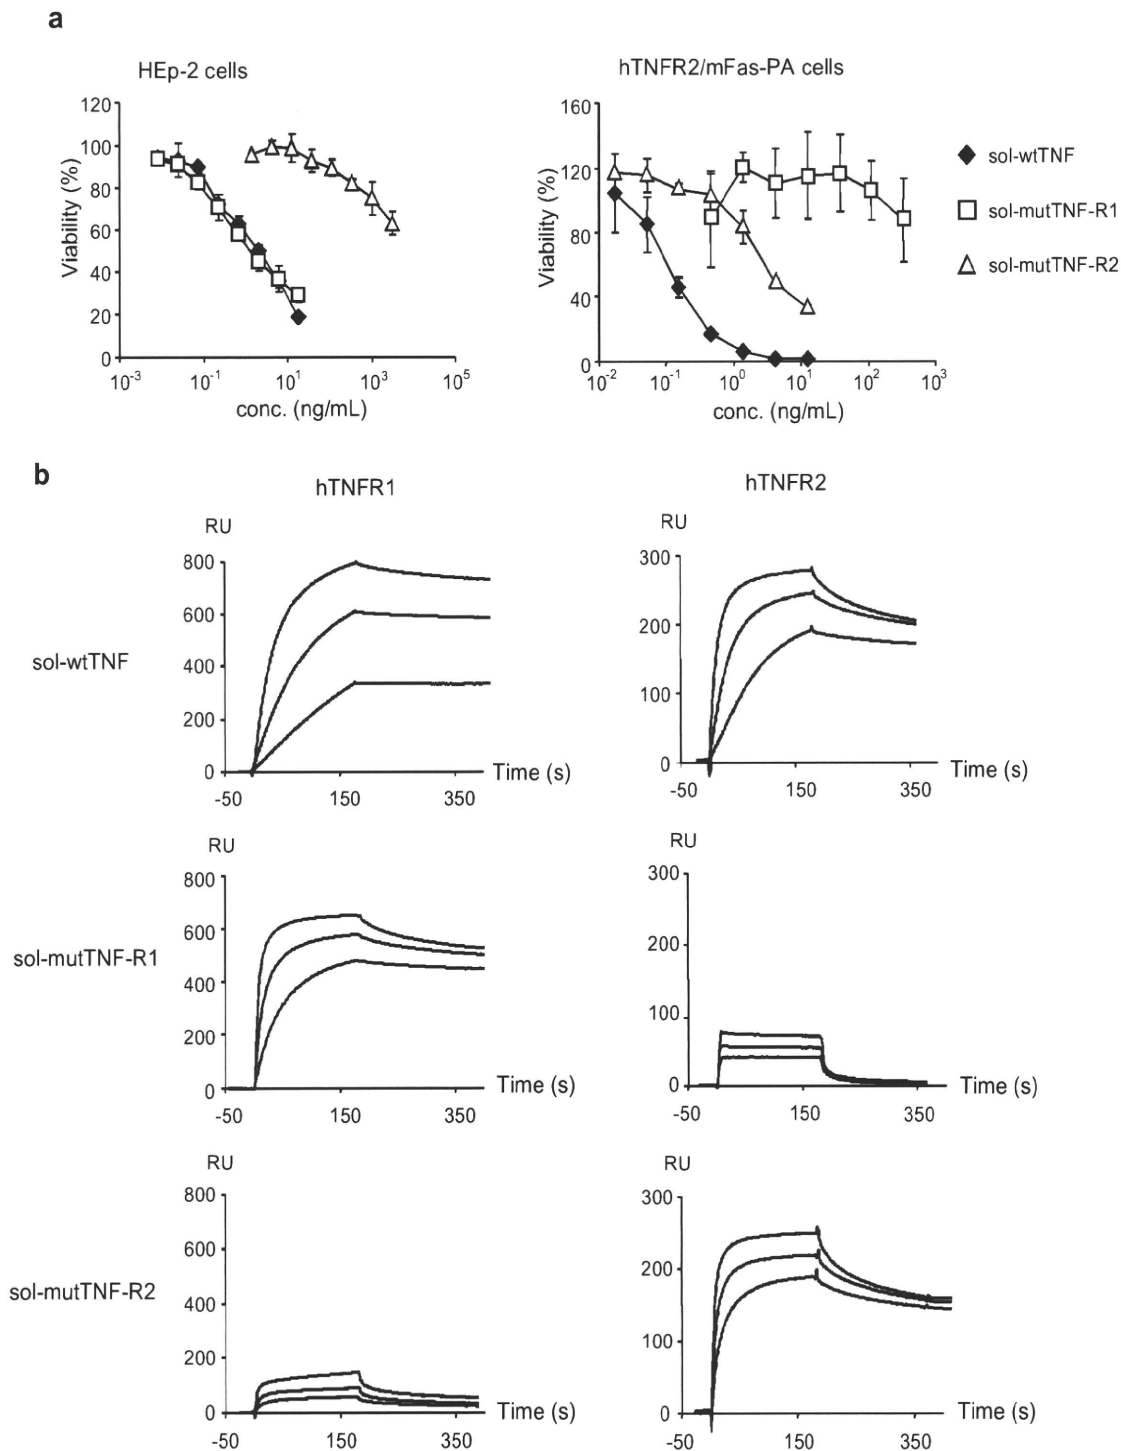 a
HEp-2 cells
hTNFR2/mFas-PA cells
120
100
80
60
40
20
0
Viability (%)
10-3 10-1 101 103 105
conc. (ng/mL)
160
120
80
40
0
Viability (%)
10-2 10-1 100 101 102 103
conc. (ng/mL)
sol-wtTNF
sol-mutTNF-R1
sol-mutTNF-R2
b
hTNFR1
hTNFR2
sol-wtTNF
RU
800
600
400
200
0
-50 150 350
Time (s)
RU
300
200
100
0
-50 150 350
Time (s)
sol-mutTNF-R1
RU
800
600
400
200
0
-50 150 350
Time (s)
RU
300
200
100
0
-50 150 350
Time (s)
sol-mutTNF-R2
RU
800
600
400
200
0
-50 150 350
Time (s)
RU
300
200
100
0
-50 150 350
Time (s)